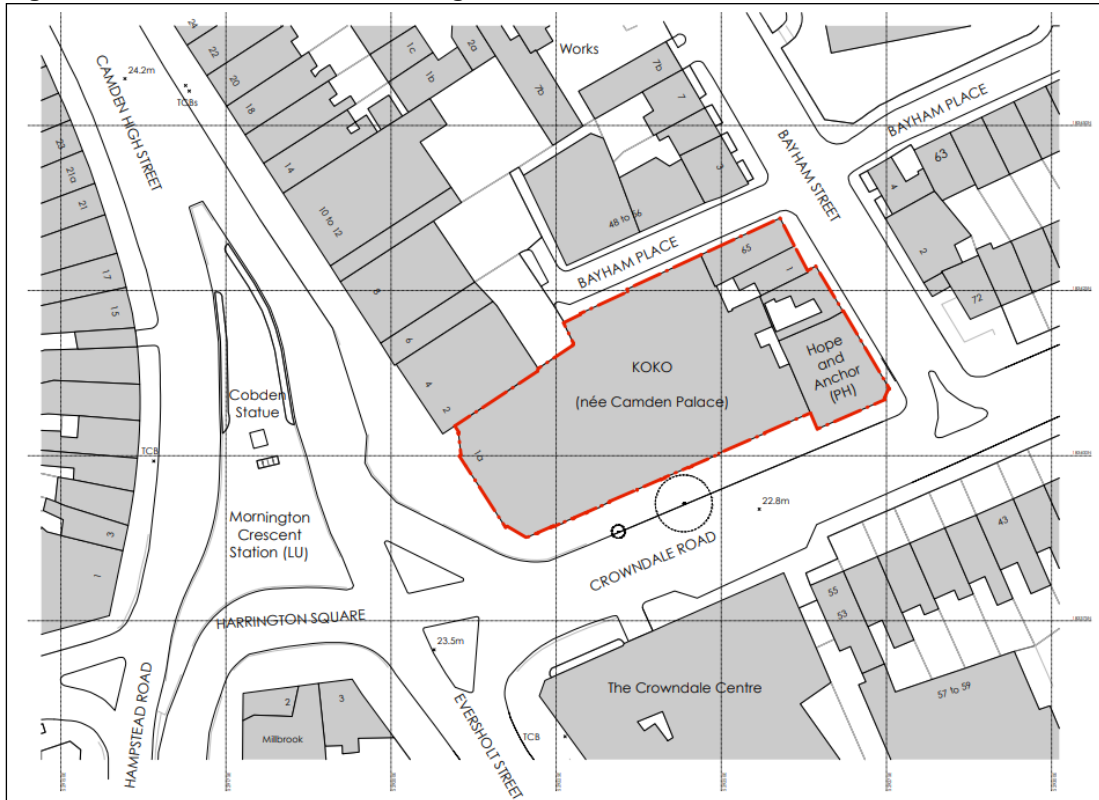 24
22
20
18
14
10 to 12
8
6
4
2
1c
1b
2a
7b
Works
7b
7
3
48 to 56
BAYHAM PLACE
BAYHAM STREET
BAYHAM PLACE
63
4
2
72
CAMDEN HIGH STREET
24.2m
TCBs
23
21a
21
17
15
TCB
3
1
Cobden
Statue
Mornington
Crescent
Station (LU)
65
1
KOKO
(née Camden Palace)
1a
Hope
and
Anchor
(PH)
22.8m
CROWNDALE ROAD
HARRINGTON SQUARE
HAMPSTEAD ROAD
23.5m
EVERSHOLT STREET
2
3
Millbrook
TCB
The Crowndale Centre
55
53
43
57 to 59